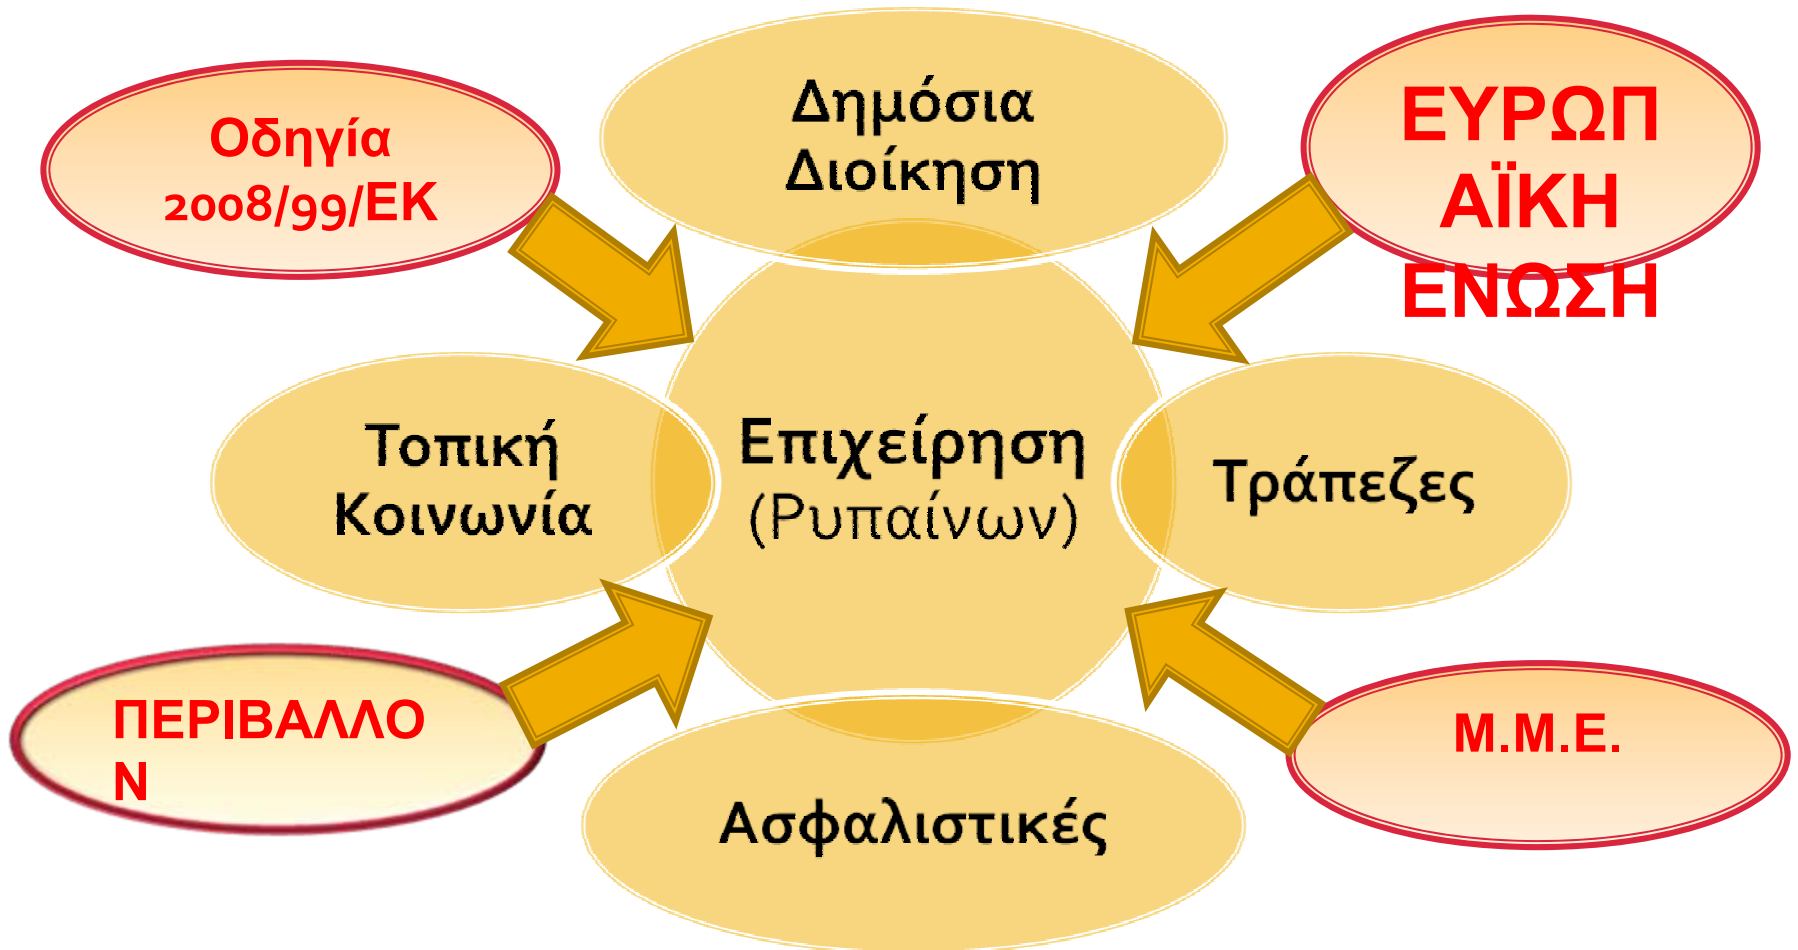 Οδηγία
2008/99/ΕΚ
Δημόσια
Διοίκηση
ΕΥΡΩΠ
ΑΪΚΗ
ΕΝΩΣΗ
Τοπική
Κοινωνία
Επιχείρηση
(Ρυπαίνων)
Τράπεζες
ΠΕΡΙΒΑΛΛΟ
Ν
Ασφαλιστικές
Μ.Μ.Ε.